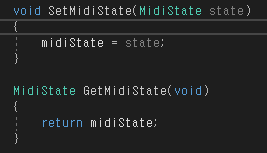 void SetMidiState(MidiState state)
{
    midiState = state;
}
MidiState GetMidiState(void)
{
    return midiState;
}